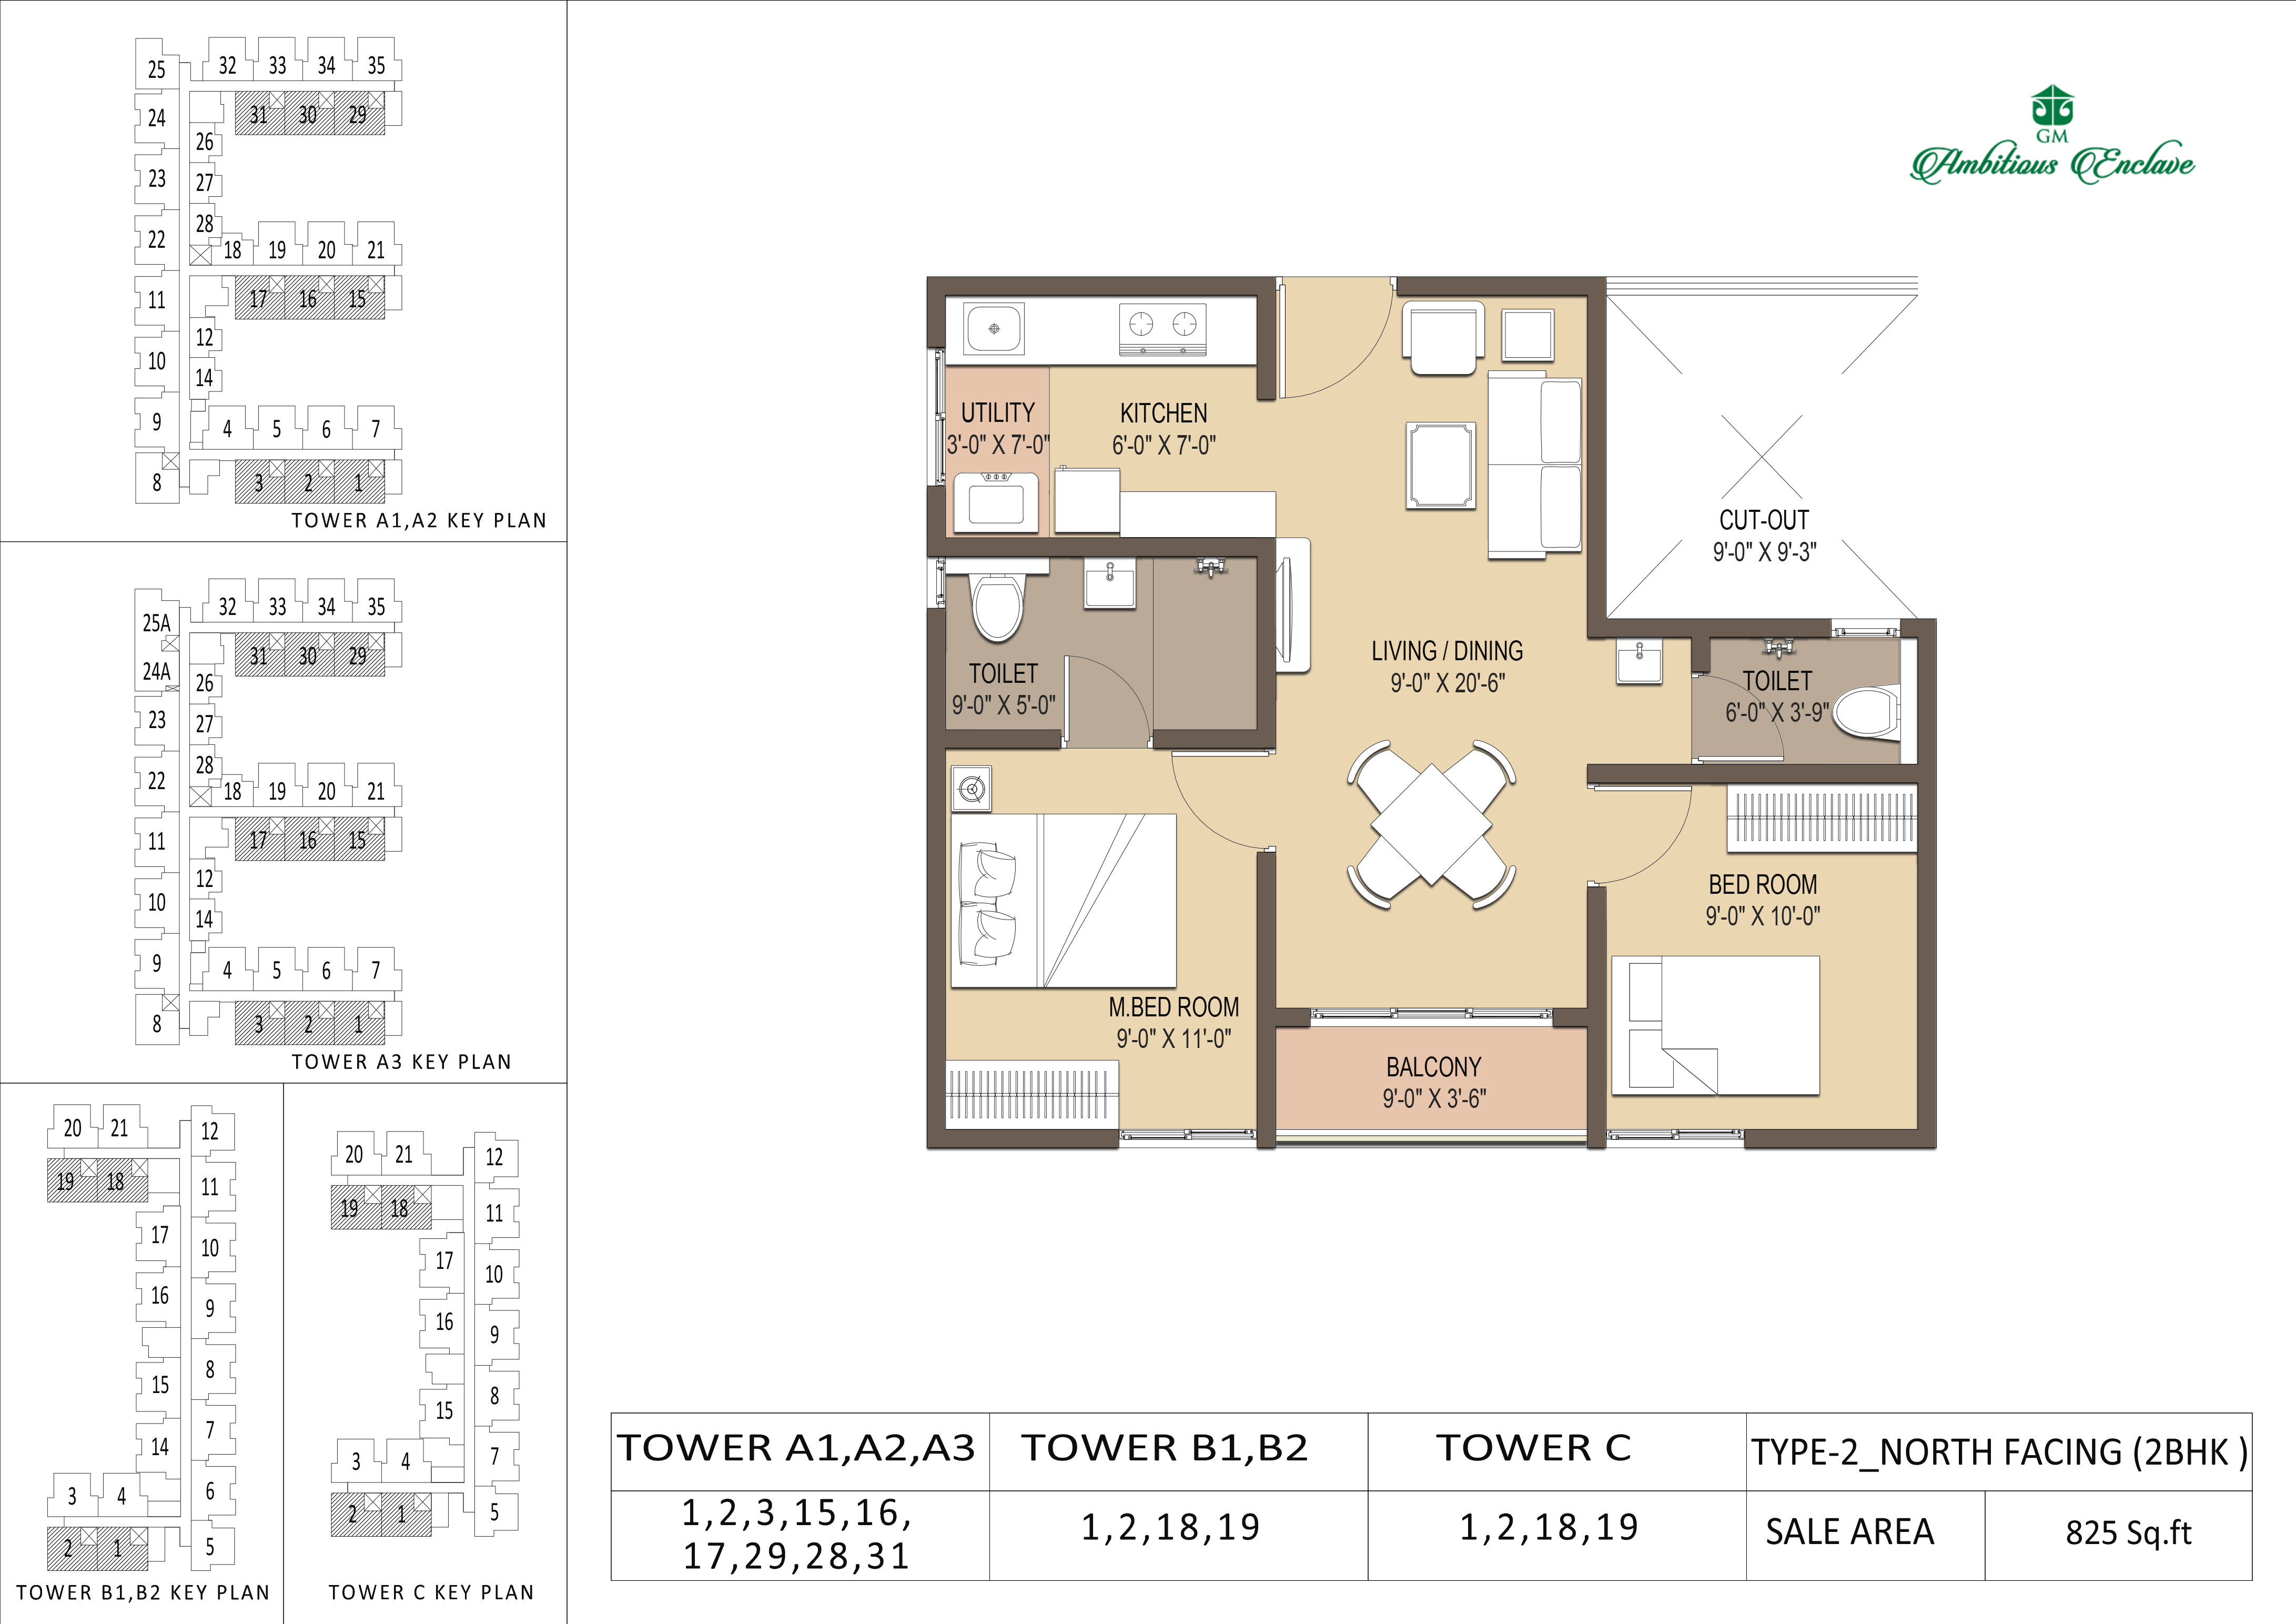 25
32 33 34 35
24
31 30 29
26
23
27
22
28
18 19 20 21
11
17 16 15
12
10
14
9
4 5 6 7
8
3 2 1
TOWER A1,A2 KEY PLAN
25A
32 33 34 35
24A
31 30 29
26
23
27
22
28
18 19 20 21
11
17 16 15
12
10
14
9
4 5 6 7
8
3 2 1
TOWER A3 KEY PLAN
20 21
12
19 18
11
17
10
16
9
8
15
7
14
6
3 4
5
2 1
TOWER B1,B2 KEY PLAN
20 21
12
19 18
11
17
10
16
9
8
15
7
3 4
5
2 1
TOWER C KEY PLAN
GM
Ambitious Enclave
UTILITY
3'-0" X 7'-0"
KITCHEN
6'-0" X 7'-0"
CUT-OUT
9'-0" X 9'-3"
TOILET
9'-0" X 5'-0"
LIVING / DINING
9'-0" X 20'-6"
TOILET
6'-0" X 3'-9"
BED ROOM
9'-0" X 10'-0"
M.BED ROOM
9'-0" X 11'-0"
BALCONY
9'-0" X 3'-6"
TOWER A1,A2,A3
TOWER B1,B2
TOWER C
TYPE-2_NORTH FACING (2BHK )
1,2,3,15,16,
17,29,28,31
1,2,18,19
1,2,18,19
SALE AREA
825 Sq.ft